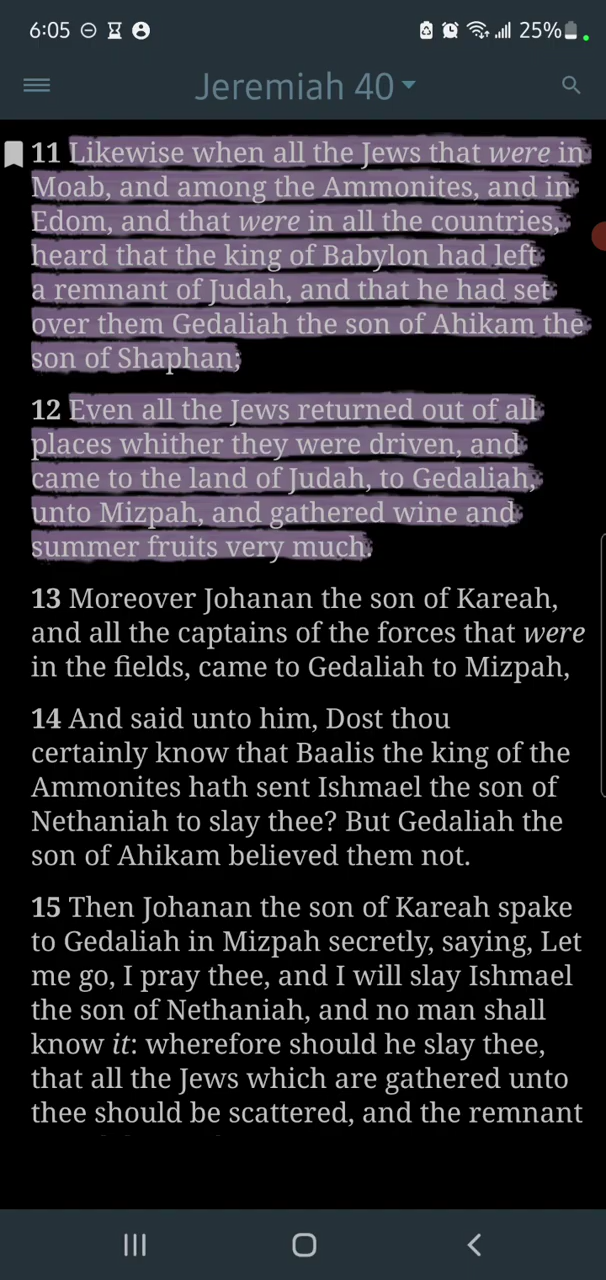 6:05 25%
Jeremiah 40
11 Likewise when all the Jews that were in
Moab, and among the Ammonites, and in
Edom, and that were in all the countries,
heard that the king of Babylon had left
a remnant of Judah, and that he had set
over them Gedaliah the son of Ahikam the
son of Shaphan;
12 Even all the Jews returned out of all
places whither they were driven, and
came to the land of Judah, to Gedaliah,
unto Mizpah, and gathered wine and
summer fruits very much.
13 Moreover Johanan the son of Kareah,
and all the captains of the forces that were
in the fields, came to Gedaliah to Mizpah,
14 And said unto him, Dost thou
certainly know that Baalis the king of the
Ammonites hath sent Ishmael the son of
Nethaniah to slay thee? But Gedaliah the
son of Ahikam believed them not.
15 Then Johanan the son of Kareah spake
to Gedaliah in Mizpah secretly, saying, Let
me go, I pray thee, and I will slay Ishmael
the son of Nethaniah, and no man shall
know it: wherefore should he slay thee,
that all the Jews which are gathered unto
thee should be scattered, and the remnant